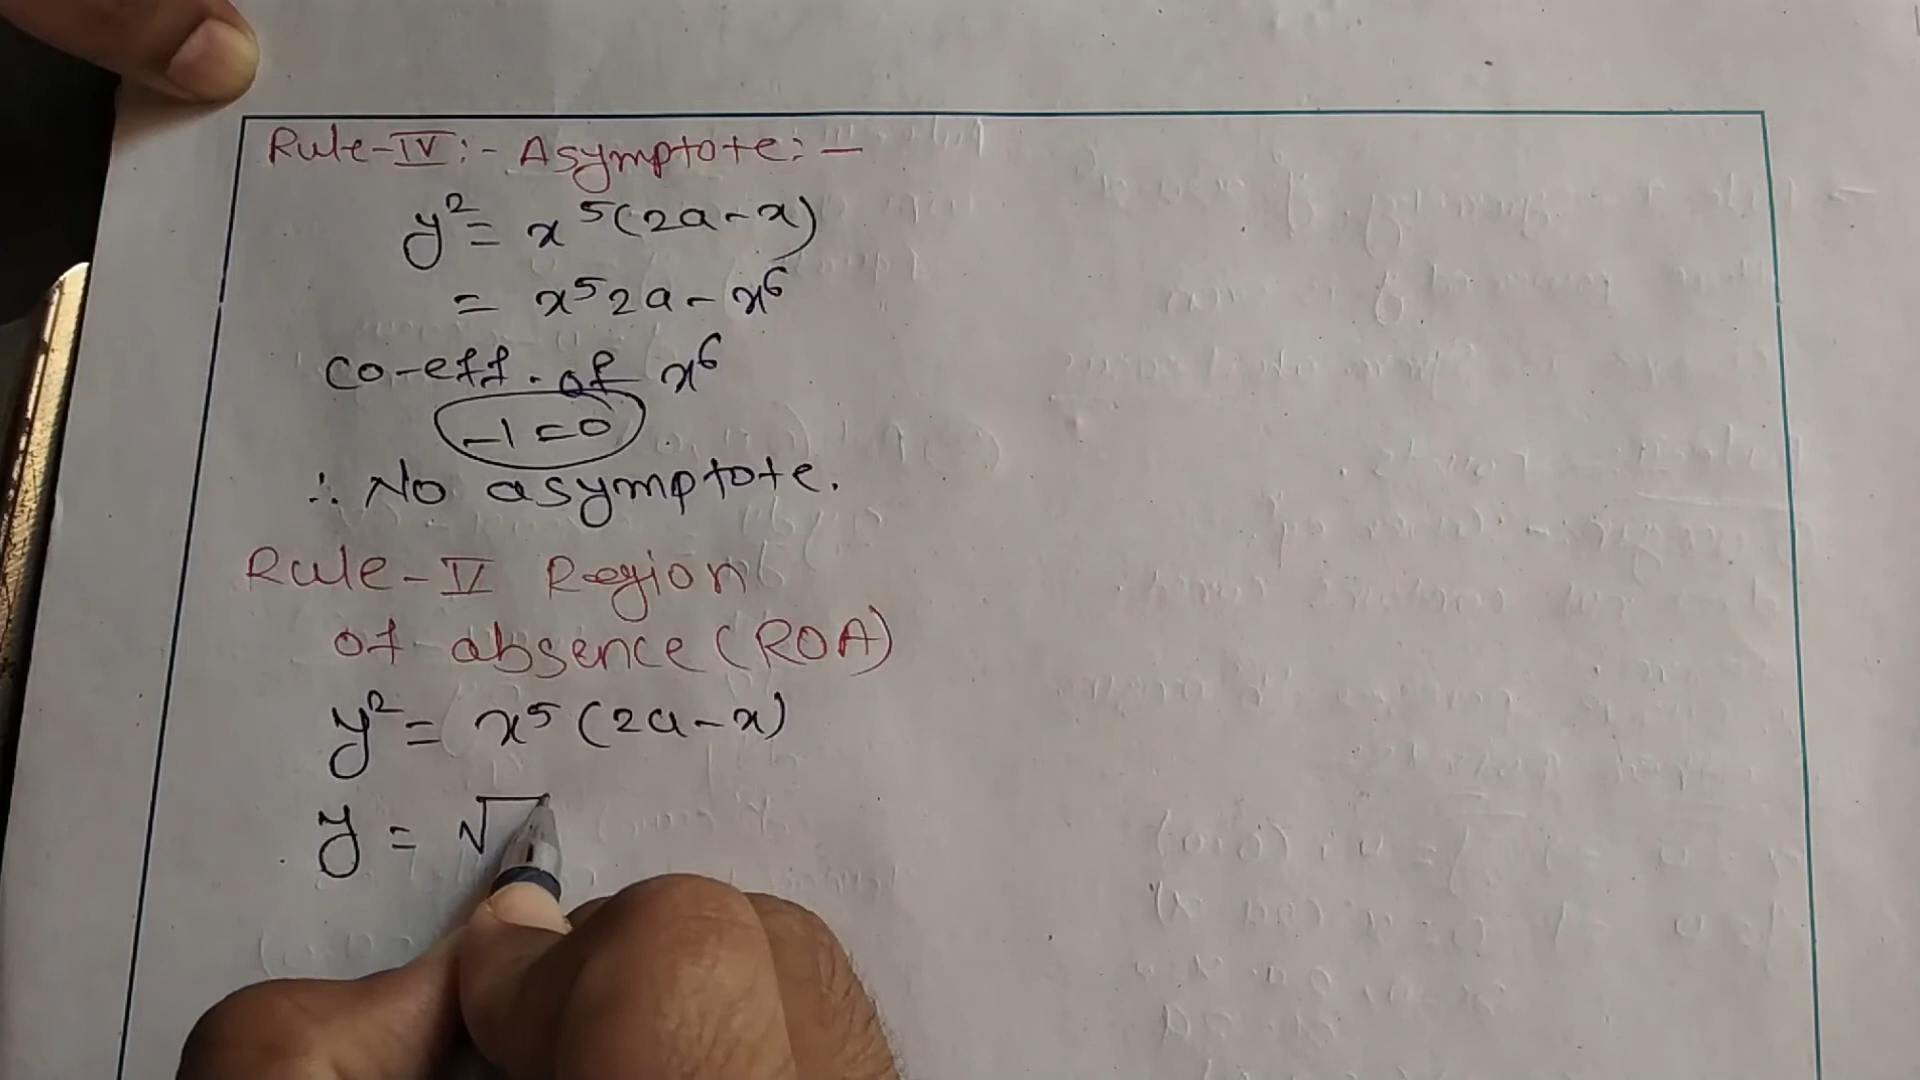 Rule-IV:- Asymptote:-
y²= x⁵(2a-x)
= x⁵2a-x⁶
co-eff. of x⁶
-1=0
∴ No asymptote.
Rule-V Region
of absence (ROA)
y²= x⁵(2a-x)
y = √